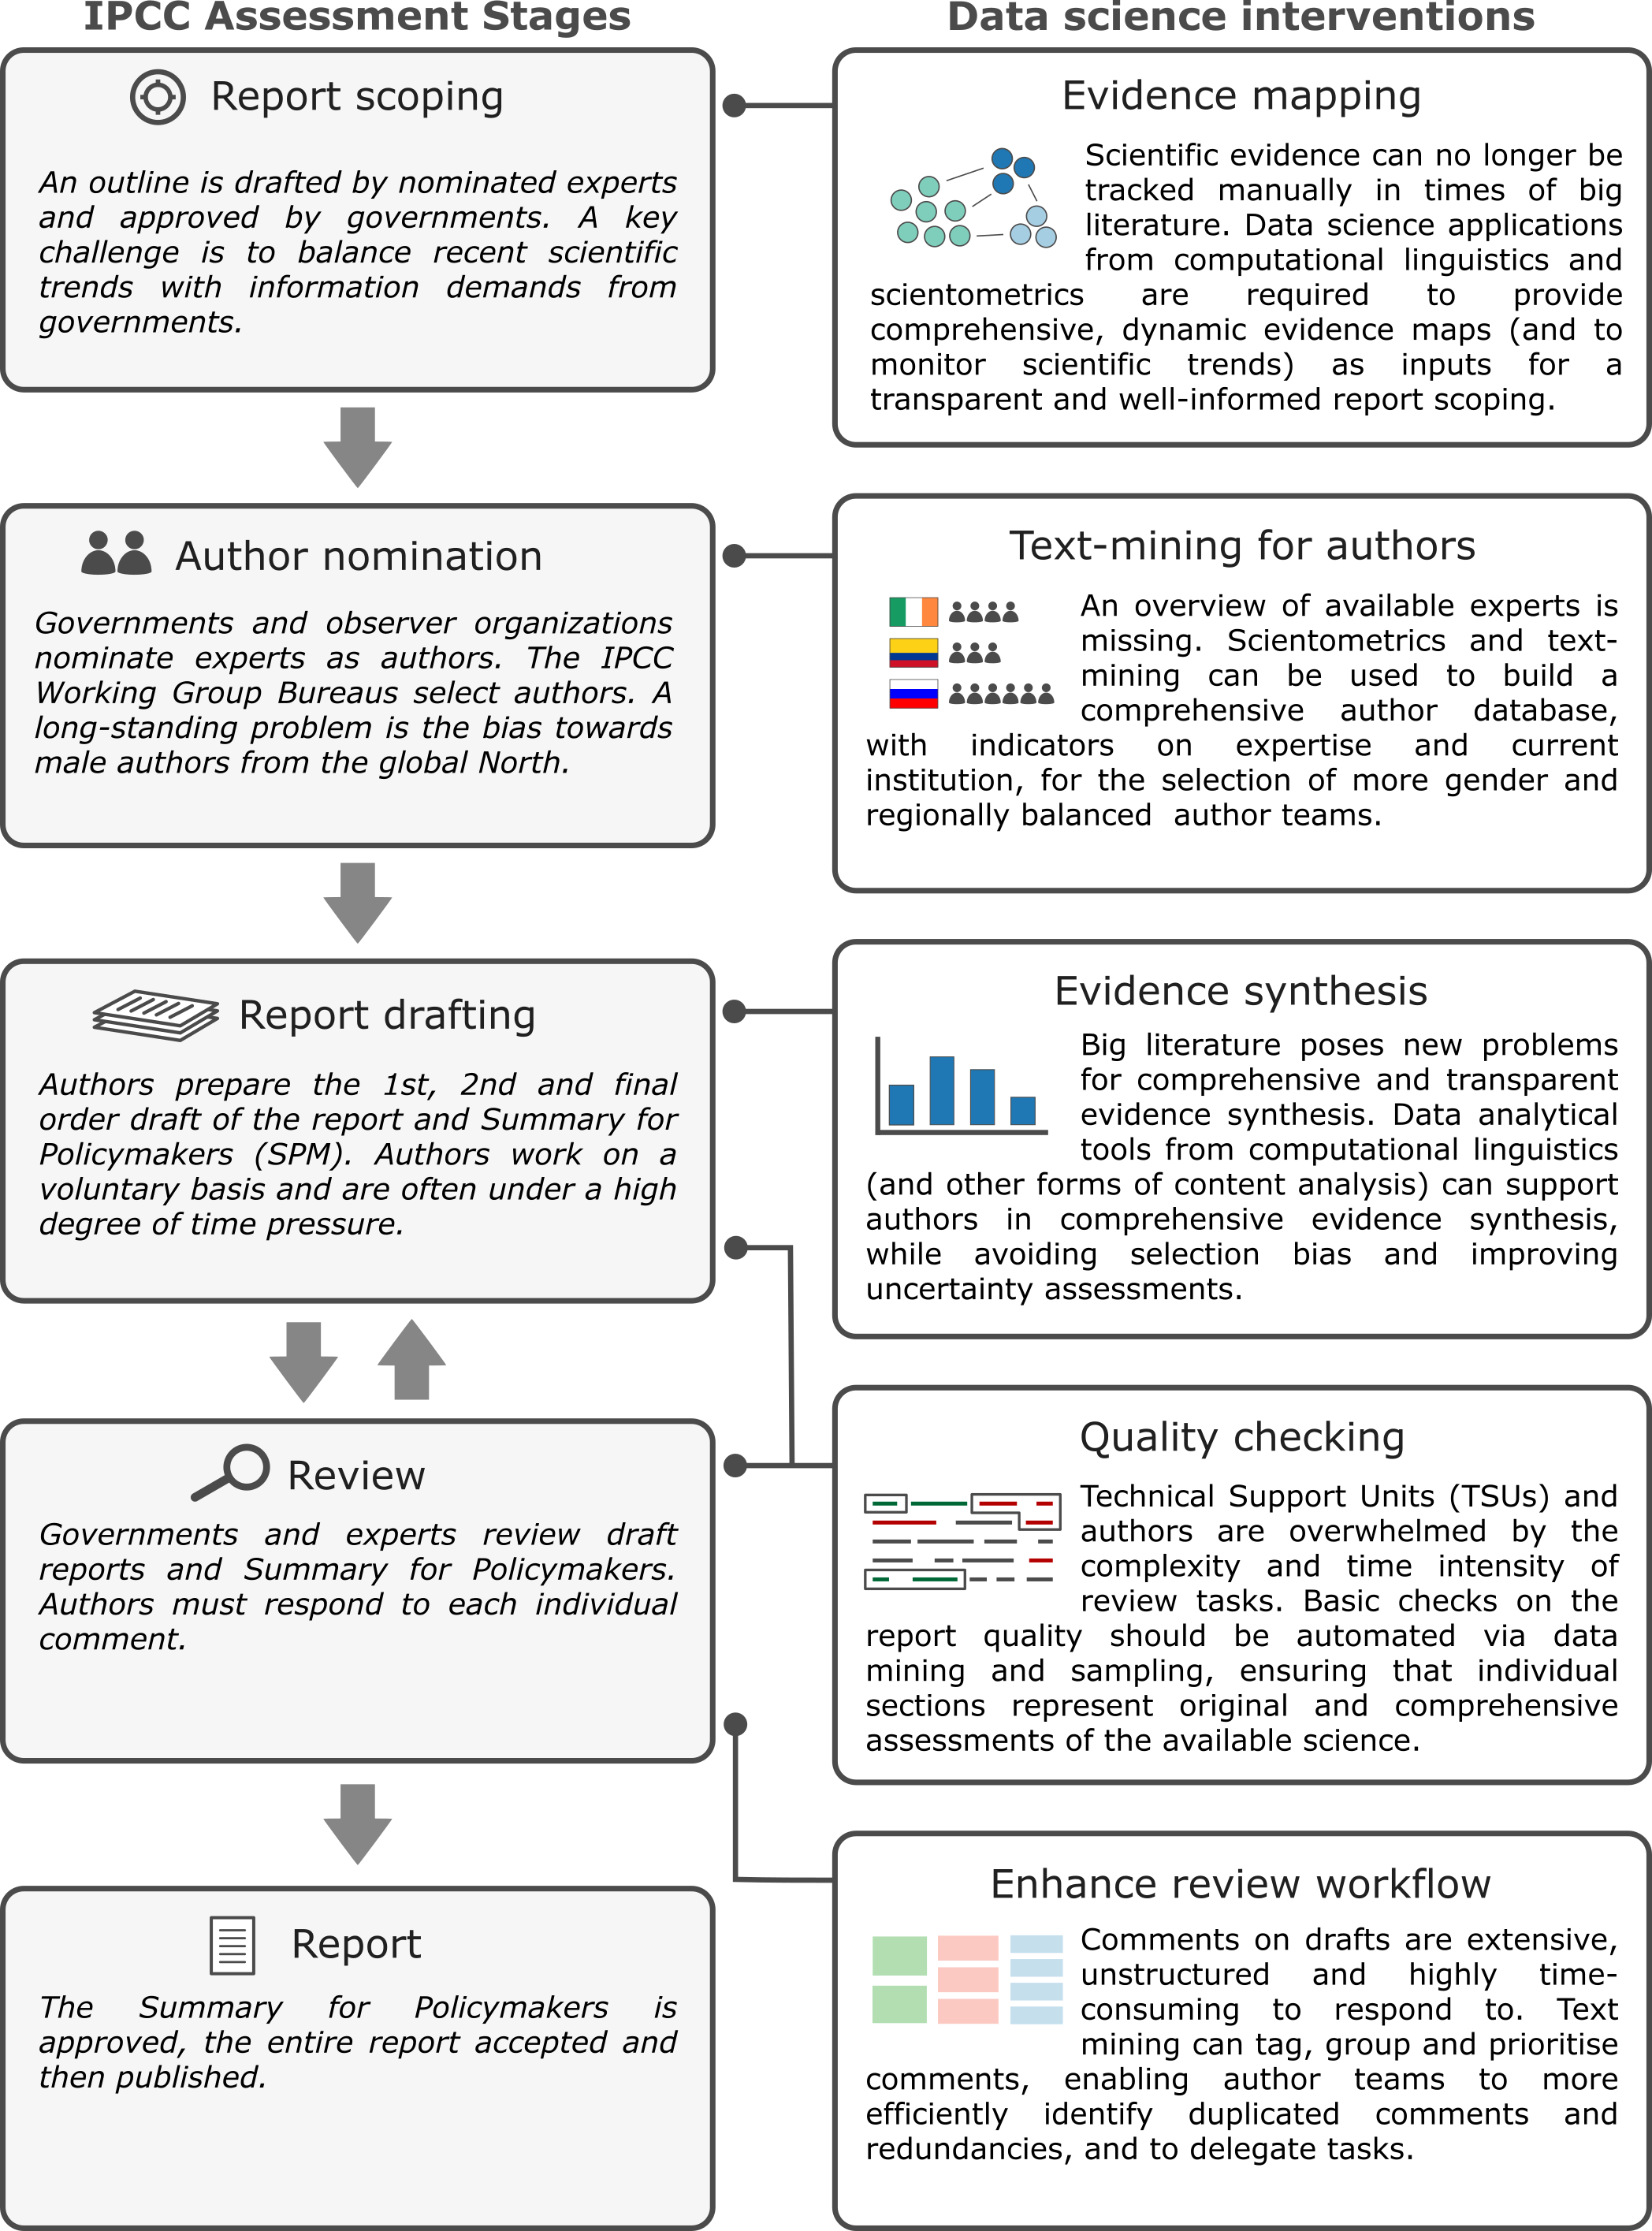 IPCC Assessment Stages
Report scoping
An outline is drafted by nominated experts
and approved by governments. A key
challenge is to balance recent scientific
trends with information demands from
governments.
Author nomination
Governments and observer organizations
nominate experts as authors. The IPCC
Working Group Bureaus select authors. A
long-standing problem is the bias towards
male authors from the global North.
Report drafting
Authors prepare the 1st, 2nd and final
order draft of the report and Summary for
Policymakers (SPM). Authors work on a
voluntary basis and are often under a high
degree of time pressure.
Review
Governments and experts review draft
reports and Summary for Policymakers.
Authors must respond to each individual
comment.
Report
The Summary for Policymakers is
approved, the entire report accepted and
then published.
Data science interventions
Evidence mapping
Scientific evidence can no longer be
tracked manually in times of big
literature. Data science applications
from computational linguistics and
scientometrics are required to provide
comprehensive, dynamic evidence maps (and to
monitor scientific trends) as inputs for a
transparent and well-informed report scoping.
Text-mining for authors
An overview of available experts is
missing. Scientometrics and text-
mining can be used to build a
comprehensive author database,
with indicators on expertise and current
institution, for the selection of more gender and
regionally balanced author teams.
Evidence synthesis
Big literature poses new problems
for comprehensive and transparent
evidence synthesis. Data analytical
tools from computational linguistics
(and other forms of content analysis) can support
authors in comprehensive evidence synthesis,
while avoiding selection bias and improving
uncertainty assessments.
Quality checking
Technical Support Units (TSUs) and
authors are overwhelmed by the
complexity and time intensity of
review tasks. Basic checks on the
report quality should be automated via data
mining and sampling, ensuring that individual
sections represent original and comprehensive
assessments of the available science.
Enhance review workflow
Comments on drafts are extensive,
unstructured and highly time-
consuming to respond to. Text
mining can tag, group and prioritise
comments, enabling author teams to more
efficiently identify duplicated comments and
redundancies, and to delegate tasks.